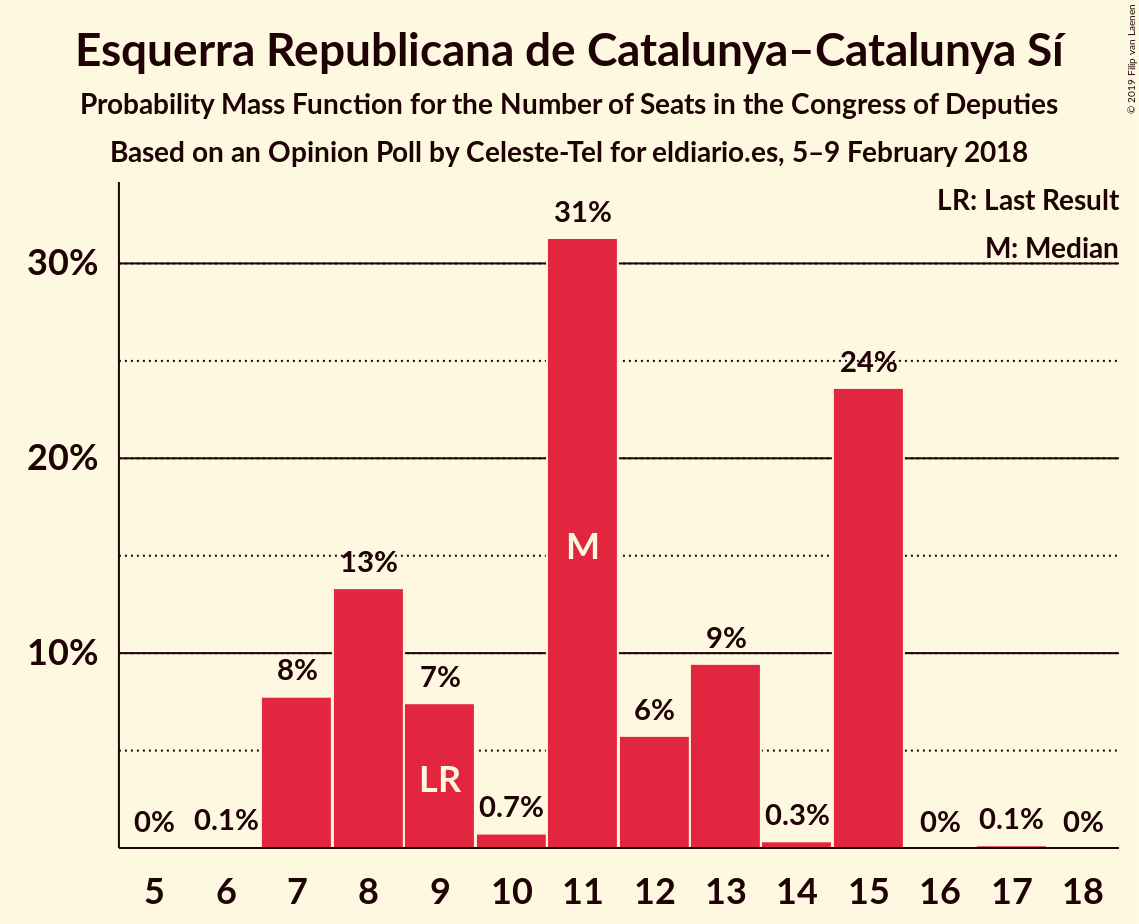 Esquerra Republicana de Catalunya–Catalunya Sí
Probability Mass Function for the Number of Seats in the Congress of Deputies
Based on an Opinion Poll by Celeste-Tel for eldiario.es, 5–9 February 2018
© 2019 Filip van Laenen
LR: Last Result
M: Median
31%
30%
24%
20%
M
13%
9%
10%
8%
7%
6%
LR
0%
0.1%
0.7%
0.3%
0%
0.1%
0%
5 6 7 8 9 10 11 12 13 14 15 16 17 18